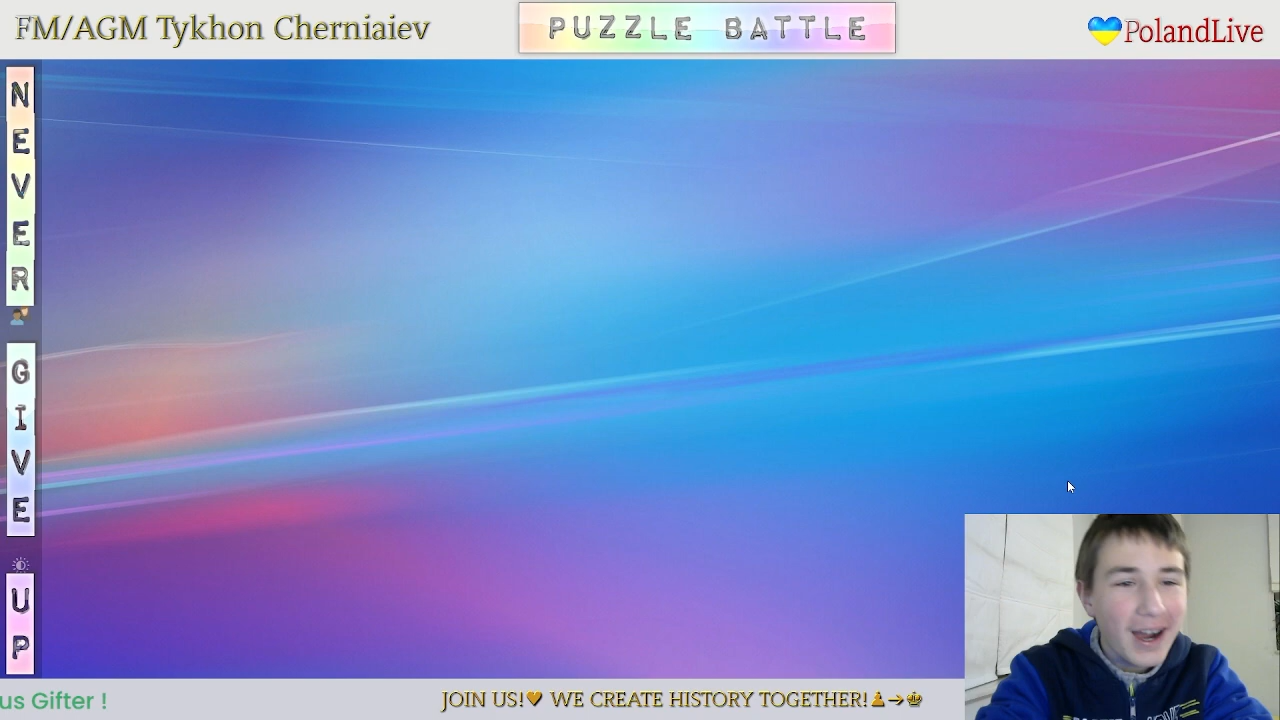 FM/AGM Tykhon Cherniaiev
PUZZLE BATTLE
PolandLive
NEVER
GIVE
UP
us Gifter !
JOIN US!♥ WE CREATE HISTORY TOGETHER!♟→♚